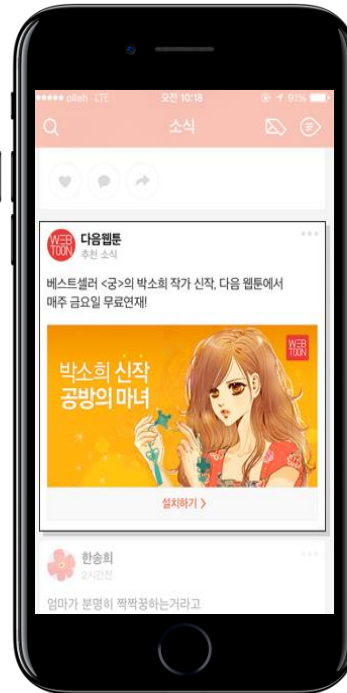 olleh LTE 오전 10:18 91%
소식
WEB
TOON
다음웹툰
추천 소식
베스트셀러 <궁>의 박소희 작가 신작, 다음 웹툰에서
매주 금요일 무료연재!
WEB
TOON
박소희 신작
공방의 마녀
설치하기 >
한송희
2시간전
엄마가 분명히 짝짝꿍하는거라고